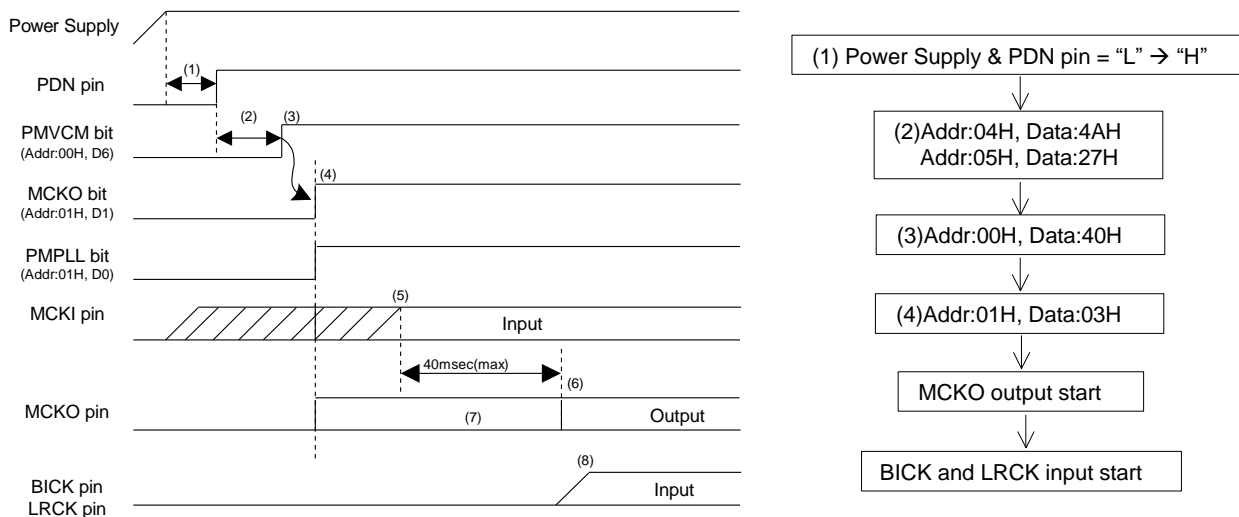 Power Supply
(1)
PDN pin
(2)
(3)
PMVCM bit
(Addr:00H, D6)
(4)
MCKO bit
(Addr:01H, D1)
PMPLL bit
(Addr:01H, D0)
(5)
MCKI pin
Input
40msec(max)
(6)
MCKO pin
(7)
Output
(8)
BICK pin
LRCK pin
Input
(1) Power Supply & PDN pin = “L” → “H”
(2)Addr:04H, Data:4AH
Addr:05H, Data:27H
(3)Addr:00H, Data:40H
(4)Addr:01H, Data:03H
MCKO output start
BICK and LRCK input start